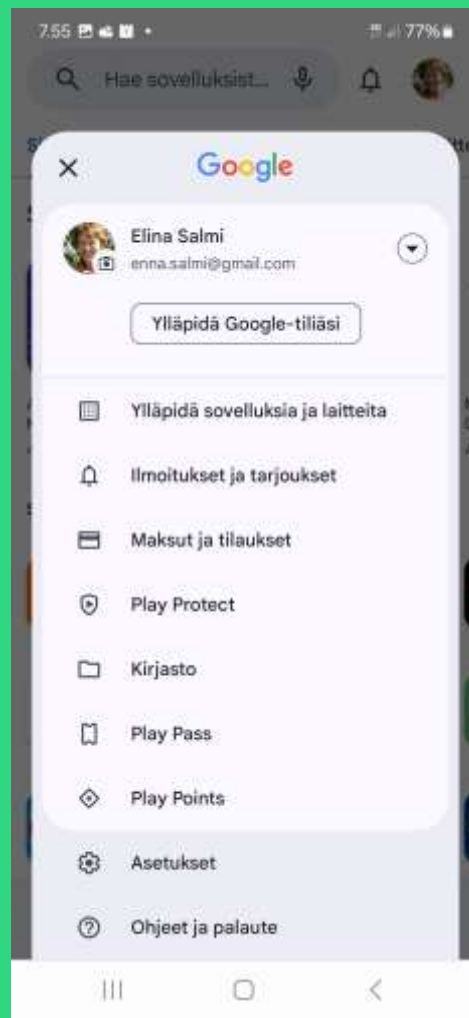 7.55
77%
Hae sovelluksist...
Google
Elina Salmi
enna.salmi@gmail.com
Ylläpidä Google-tiliäsi
Ylläpidä sovelluksia ja laitteita
Ilmoitukset ja tarjoukset
Maksut ja tilaukset
Play Protect
Kirjasto
Play Pass
Play Points
Asetukset
Ohjeet ja palaute